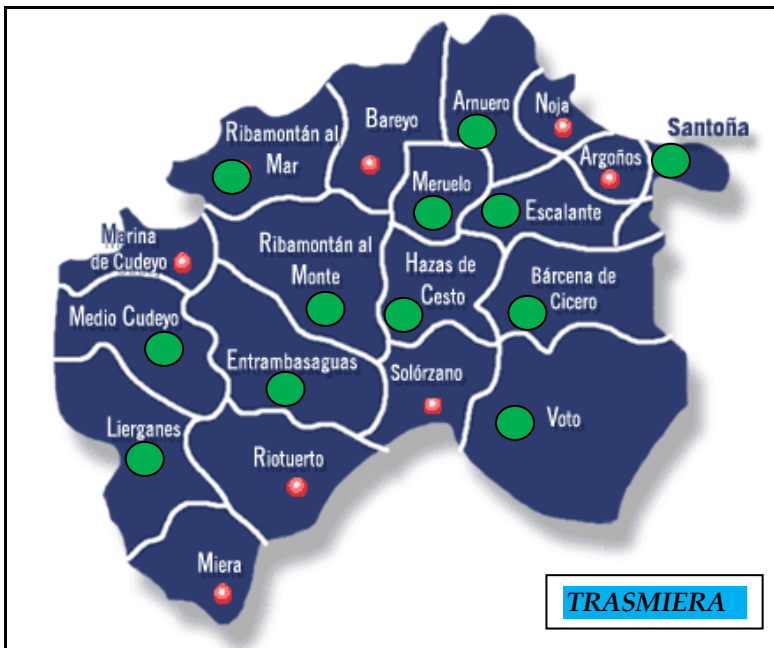 Arnuero
Noja
Bareyo
Santoña
Ribamontán al
Mar
Argoños
Meruelo
Escalante
Marina
de Cudeyo
Ribamontán al
Monte
Hazas de
Cesto
Bárcena de
Cicero
Medio Cudeyo
Entrambasaguas
Solórzano
Voto
Lierganes
Riotuerto
Miera
TRASMIERA